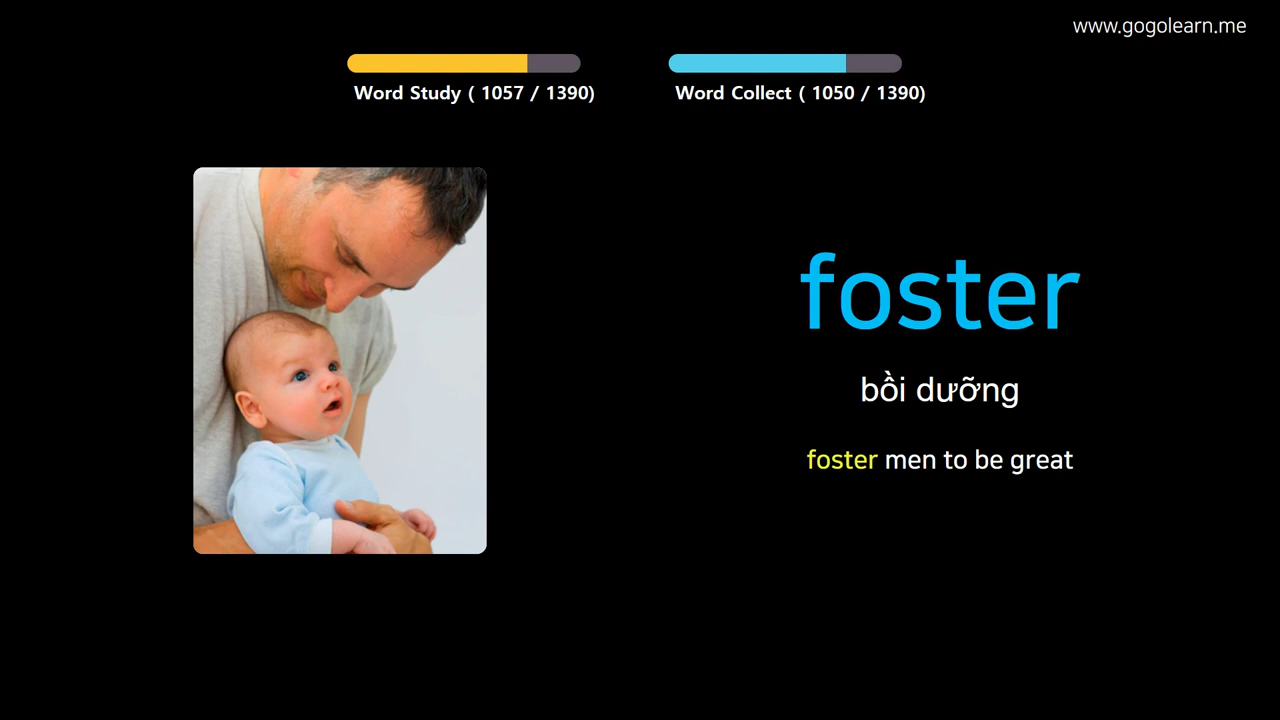 www.gogolearn.me
Word Study ( 1057 / 1390)
Word Collect ( 1050 / 1390)
foster
bồi dưỡng
foster men to be great